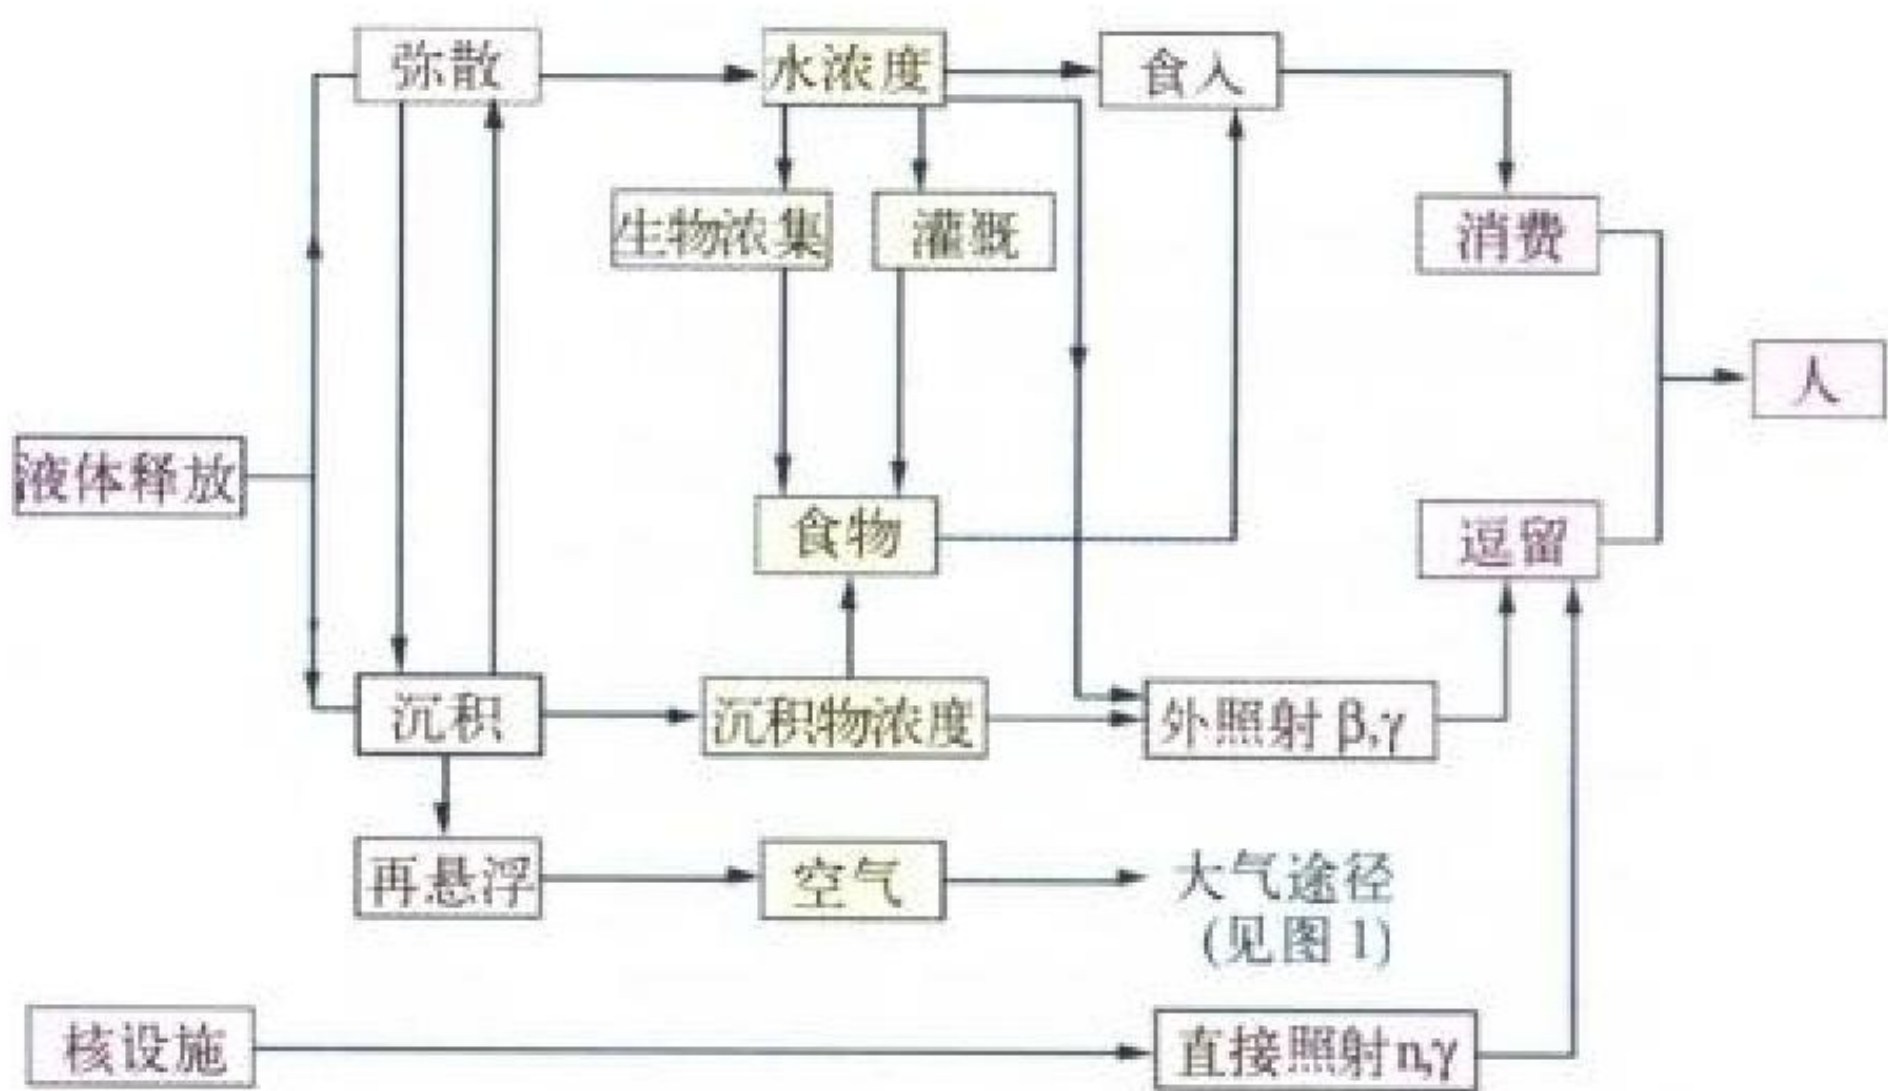 弥散
水浓度
食入
生物浓集
灌溉
消费
人
液体释放
食物
逗留
沉积
沉积物浓度
外照射 β,γ
再悬浮
空气
大气途径
(见图 1)
核设施
直接照射 n,γ